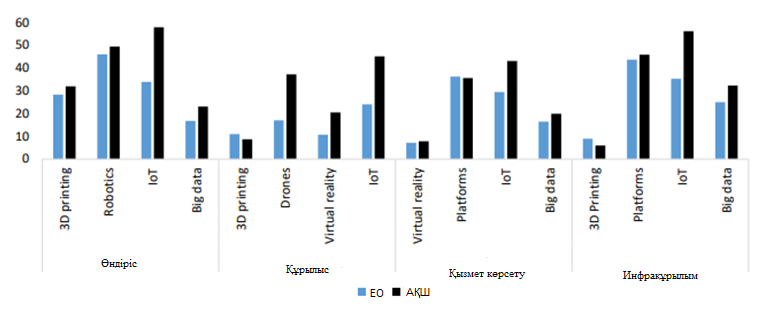 60
50
40
30
20
10
0
3D printing
Robotics
IoT
Big data
3D printing
Drones
Virtual reality
IoT
Virtual reality
Platforms
IoT
Big data
3D Printing
Platforms
IoT
Big data
Өндіріс
Құрылыс
Қызмет көрсету
Инфрақұрылым
ЕО АҚШ